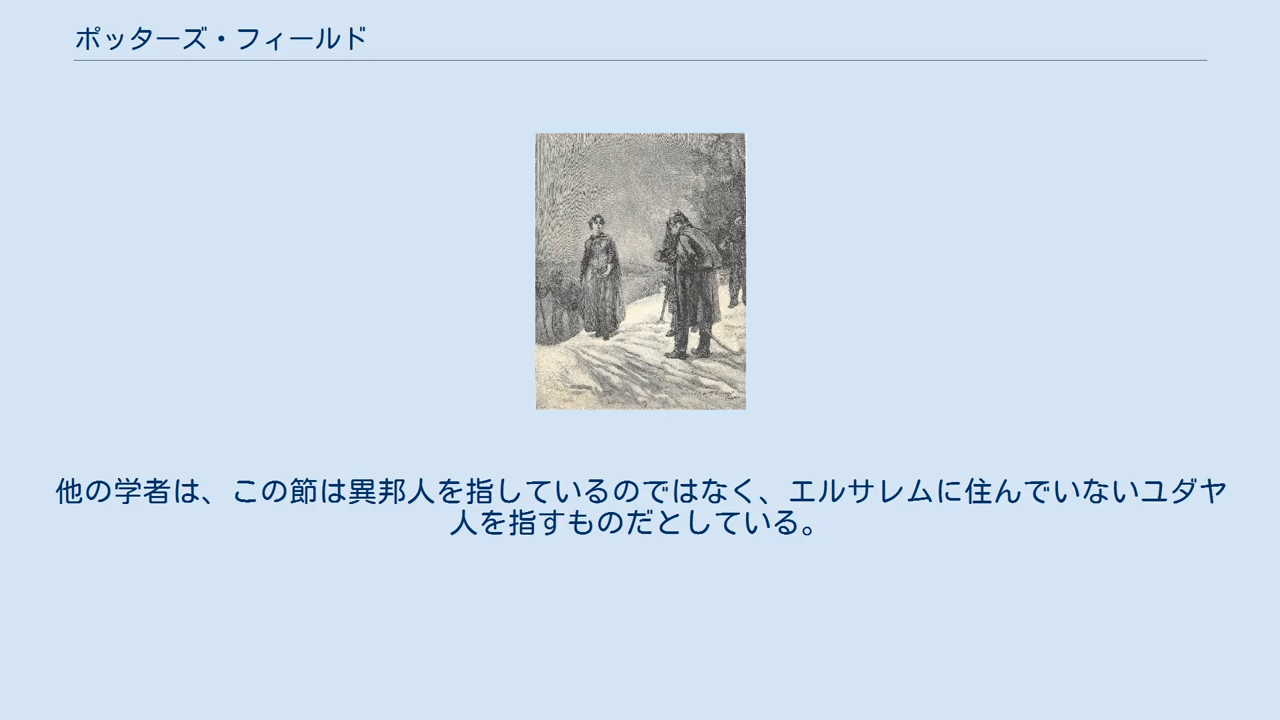 ポッターズ・フィールド
他の学者は、この節は異邦人を指しているのではなく、エルサレムに住んでいないユダヤ
人を指すものだとしている。